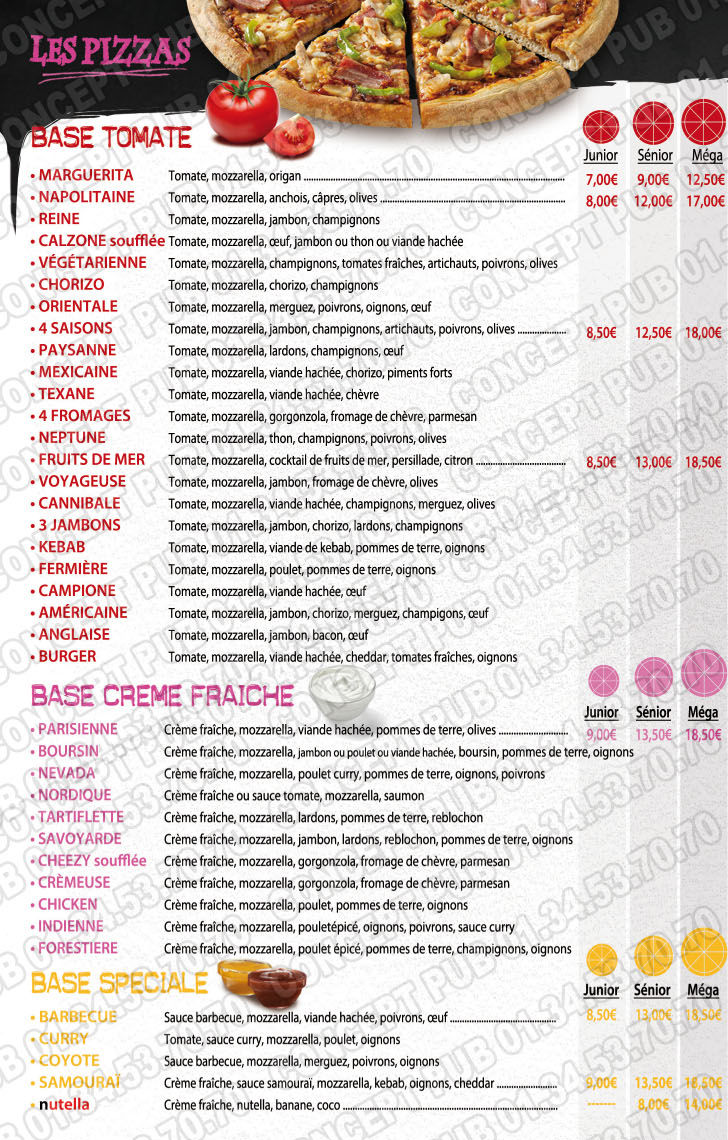 LES PIZZAS
BASE TOMATE
Junior Sénior Méga
• MARGUERITA Tomate, mozzarella, origan ........ 7,00€ 9,00€ 12,50€
• NAPOLITAINE Tomate, mozzarella, anchois, câpres, olives ........ 8,00€ 12,00€ 17,00€
• REINE Tomate, mozzarella, jambon, champignons
• CALZONE soufflée Tomate, mozzarella, œuf, jambon ou thon ou viande hachée
• VÉGÉTARIENNE Tomate, mozzarella, champignons, tomates fraîches, artichauts, poivrons, olives
• CHORIZO Tomate, mozzarella, chorizo, champignons
• ORIENTALE Tomate, mozzarella, merguez, poivrons, oignons, œuf
• 4 SAISONS Tomate, mozzarella, jambon, champignons, artichauts, poivrons, olives ........ 8,50€ 12,50€ 18,00€
• PAYSANNE Tomate, mozzarella, lardons, champignons, œuf
• MEXICAINE Tomate, mozzarella, viande hachée, chorizo, piments forts
• TEXANE Tomate, mozzarella, viande hachée, chèvre
• 4 FROMAGES Tomate, mozzarella, gorgonzola, fromage de chèvre, parmesan
• NEPTUNE Tomate, mozzarella, thon, champignons, poivrons, olives
• FRUITS DE MER Tomate, mozzarella, cocktail de fruits de mer, persillade, citron ........ 8,50€ 13,00€ 18,50€
• VOYAGEUSE Tomate, mozzarella, jambon, fromage de chèvre, olives
• CANNIBALE Tomate, mozzarella, viande hachée, champignons, merguez, olives
• 3 JAMBONS Tomate, mozzarella, jambon, chorizo, lardons, champignons
• KEBAB Tomate, mozzarella, viande de kebab, pommes de terre, oignons
• FERMIÈRE Tomate, mozzarella, poulet, pommes de terre, oignons
• CAMPIONE Tomate, mozzarella, viande hachée, œuf
• AMÉRICAINE Tomate, mozzarella, jambon, chorizo, merguez, champigons, œuf
• ANGLAISE Tomate, mozzarella, jambon, bacon, œuf
• BURGER Tomate, mozzarella, viande hachée, cheddar, tomates fraîches, oignons
BASE CREME FRAICHE
Junior Sénior Méga
• PARISIENNE Crème fraîche, mozzarella, viande hachée, pommes de terre, olives ........ 9,00€ 13,50€ 18,50€
• BOURSIN Crème fraîche, mozzarella, jambon ou poulet ou viande hachée, boursin, pommes de terre, oignons
• NEVADA Crème fraîche, mozzarella, poulet curry, pommes de terre, oignons, poivrons
• NORDIQUE Crème fraîche ou sauce tomate, mozzarella, saumon
• TARTIFLETTE Crème fraîche, mozzarella, lardons, pommes de terre, reblochon
• SAVOYARDE Crème fraîche, mozzarella, jambon, lardons, reblochon, pommes de terre, oignons
• CHEEZY soufflée Crème fraîche, mozzarella, gorgonzola, fromage de chèvre, parmesan
• CRÈMEUSE Crème fraîche, mozzarella, gorgonzola, fromage de chèvre, parmesan
• CHICKEN Crème fraîche, mozzarella, poulet, pommes de terre, oignons
• INDIENNE Crème fraîche, mozzarella, pouletépicé, oignons, poivrons, sauce curry
• FORESTIERE Crème fraîche, mozzarella, poulet épicé, pommes de terre, champignons, oignons
BASE SPECIALE
Junior Sénior Méga
• BARBECUE Sauce barbecue, mozzarella, viande hachée, poivrons, œuf ........ 8,50€ 13,00€ 18,50€
• CURRY Tomate, sauce curry, mozzarella, poulet, oignons
• COYOTE Sauce barbecue, mozzarella, merguez, poivrons, oignons
• SAMOURAÏ Crème fraîche, sauce samouraï, mozzarella, kebab, oignons, cheddar ........ 9,00€ 13,50€ 18,50€
• nutella Crème fraîche, nutella, banane, coco ........ ------- 8,00€ 14,00€
CONCEPT PUB 01.34.53.70.70